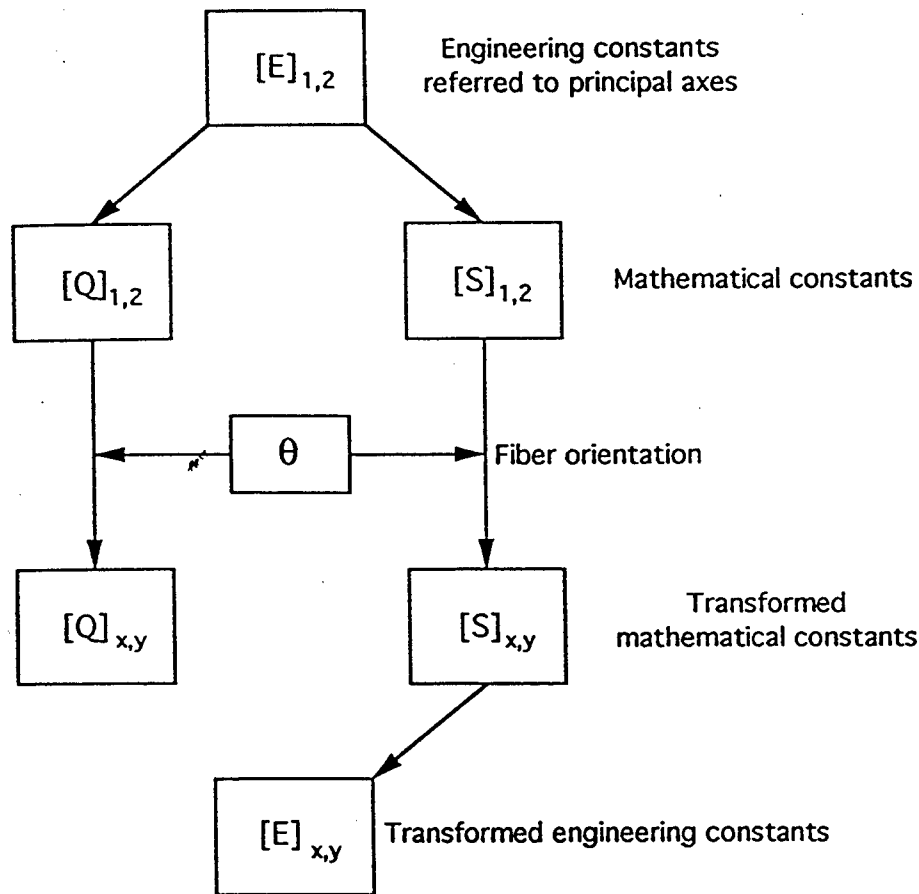 [E]1,2
Engineering constants
referred to principal axes
[Q]1,2
[S]1,2
Mathematical constants
θ
Fiber orientation
[Q] x,y
[S] x,y
Transformed
mathematical constants
[E] x,y
Transformed engineering constants